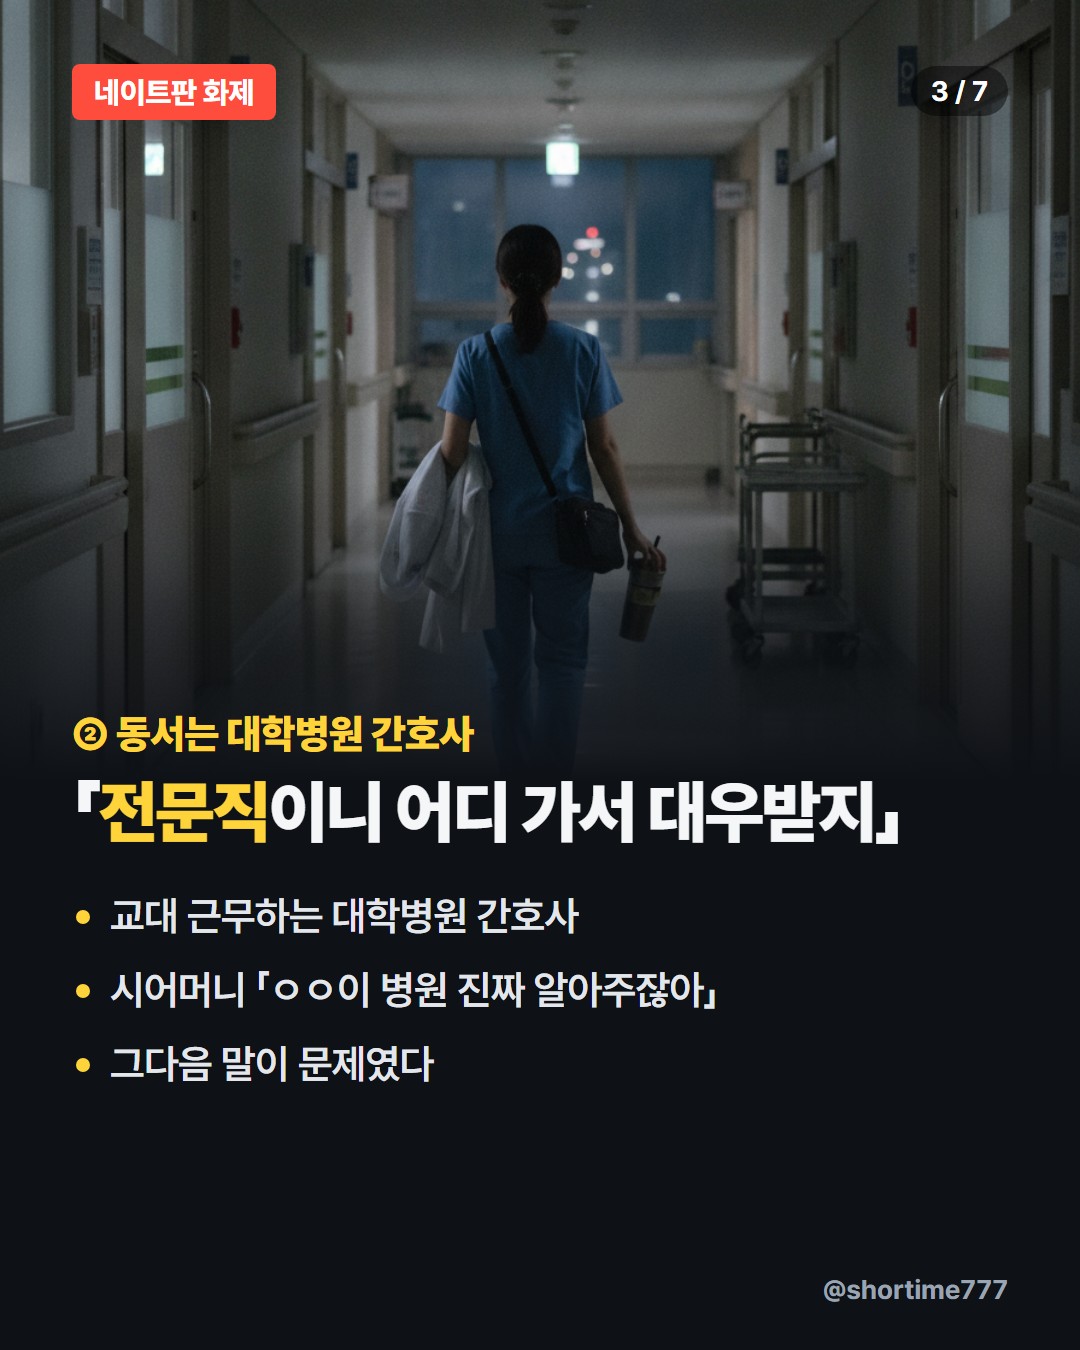 네이트판 화제
3 / 7
② 동서는 대학병원 간호사
「전문직이니 어디 가서 대우받지」
• 교대 근무하는 대학병원 간호사
• 시어머니 「ㅇㅇ이 병원 진짜 알아주잖아」
• 그다음 말이 문제였다
@shortime777